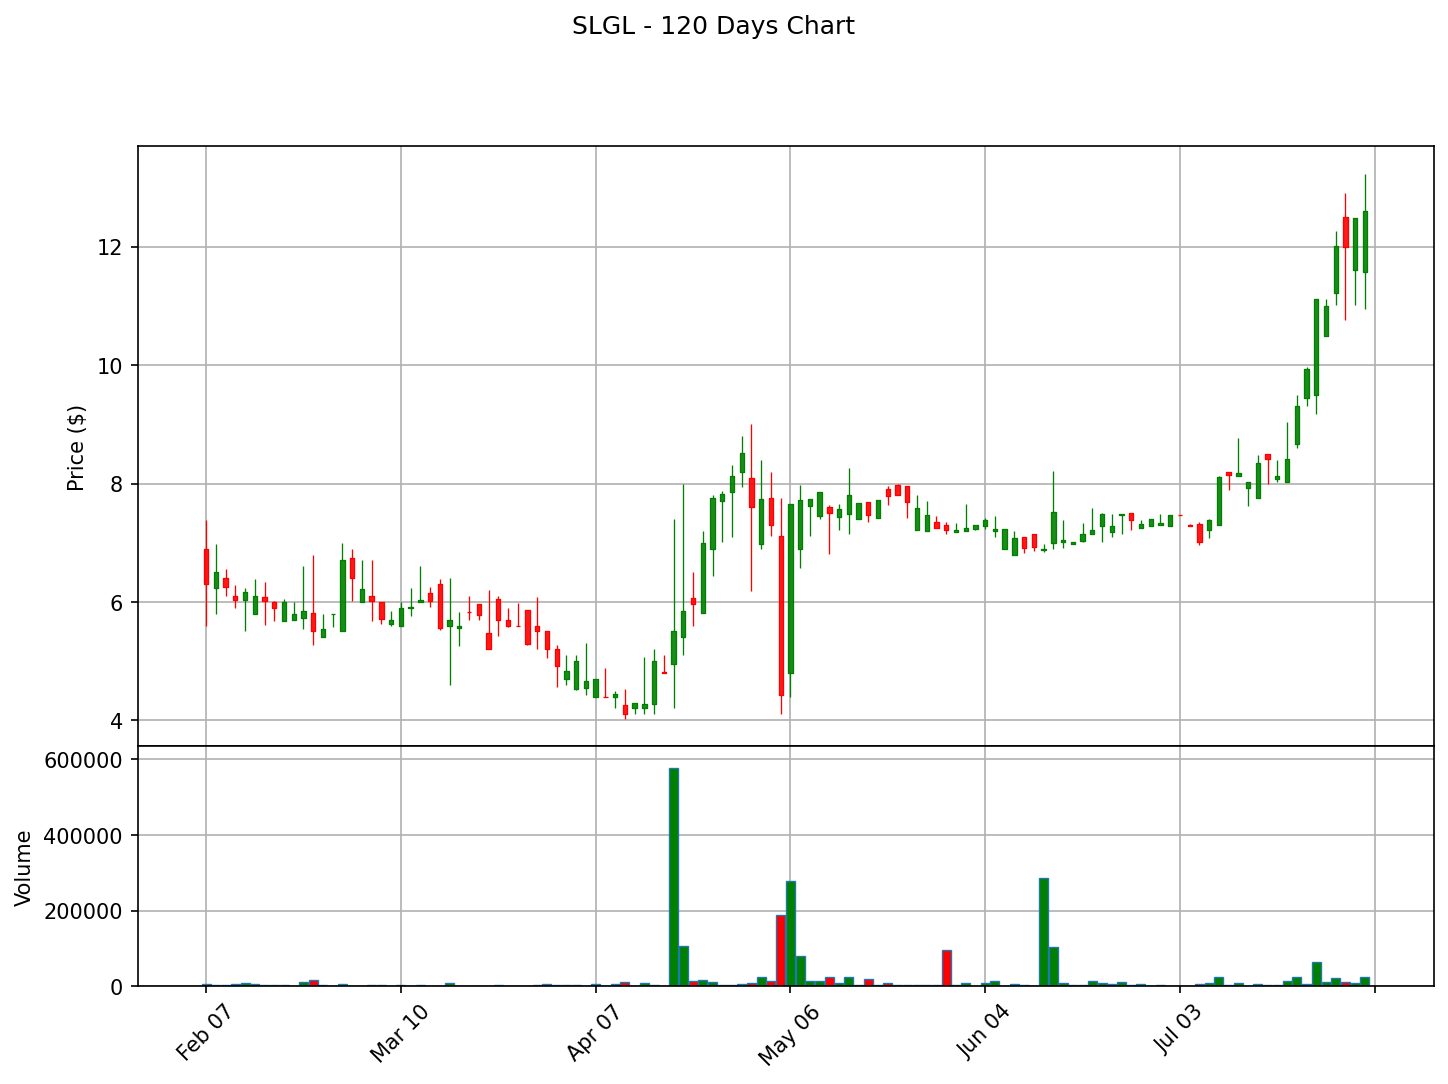 SLGL - 120 Days Chart
Price ($)
12
10
8
6
4
Volume
600000
400000
200000
0
Feb 07
Mar 10
Apr 07
May 06
Jun 04
Jul 03